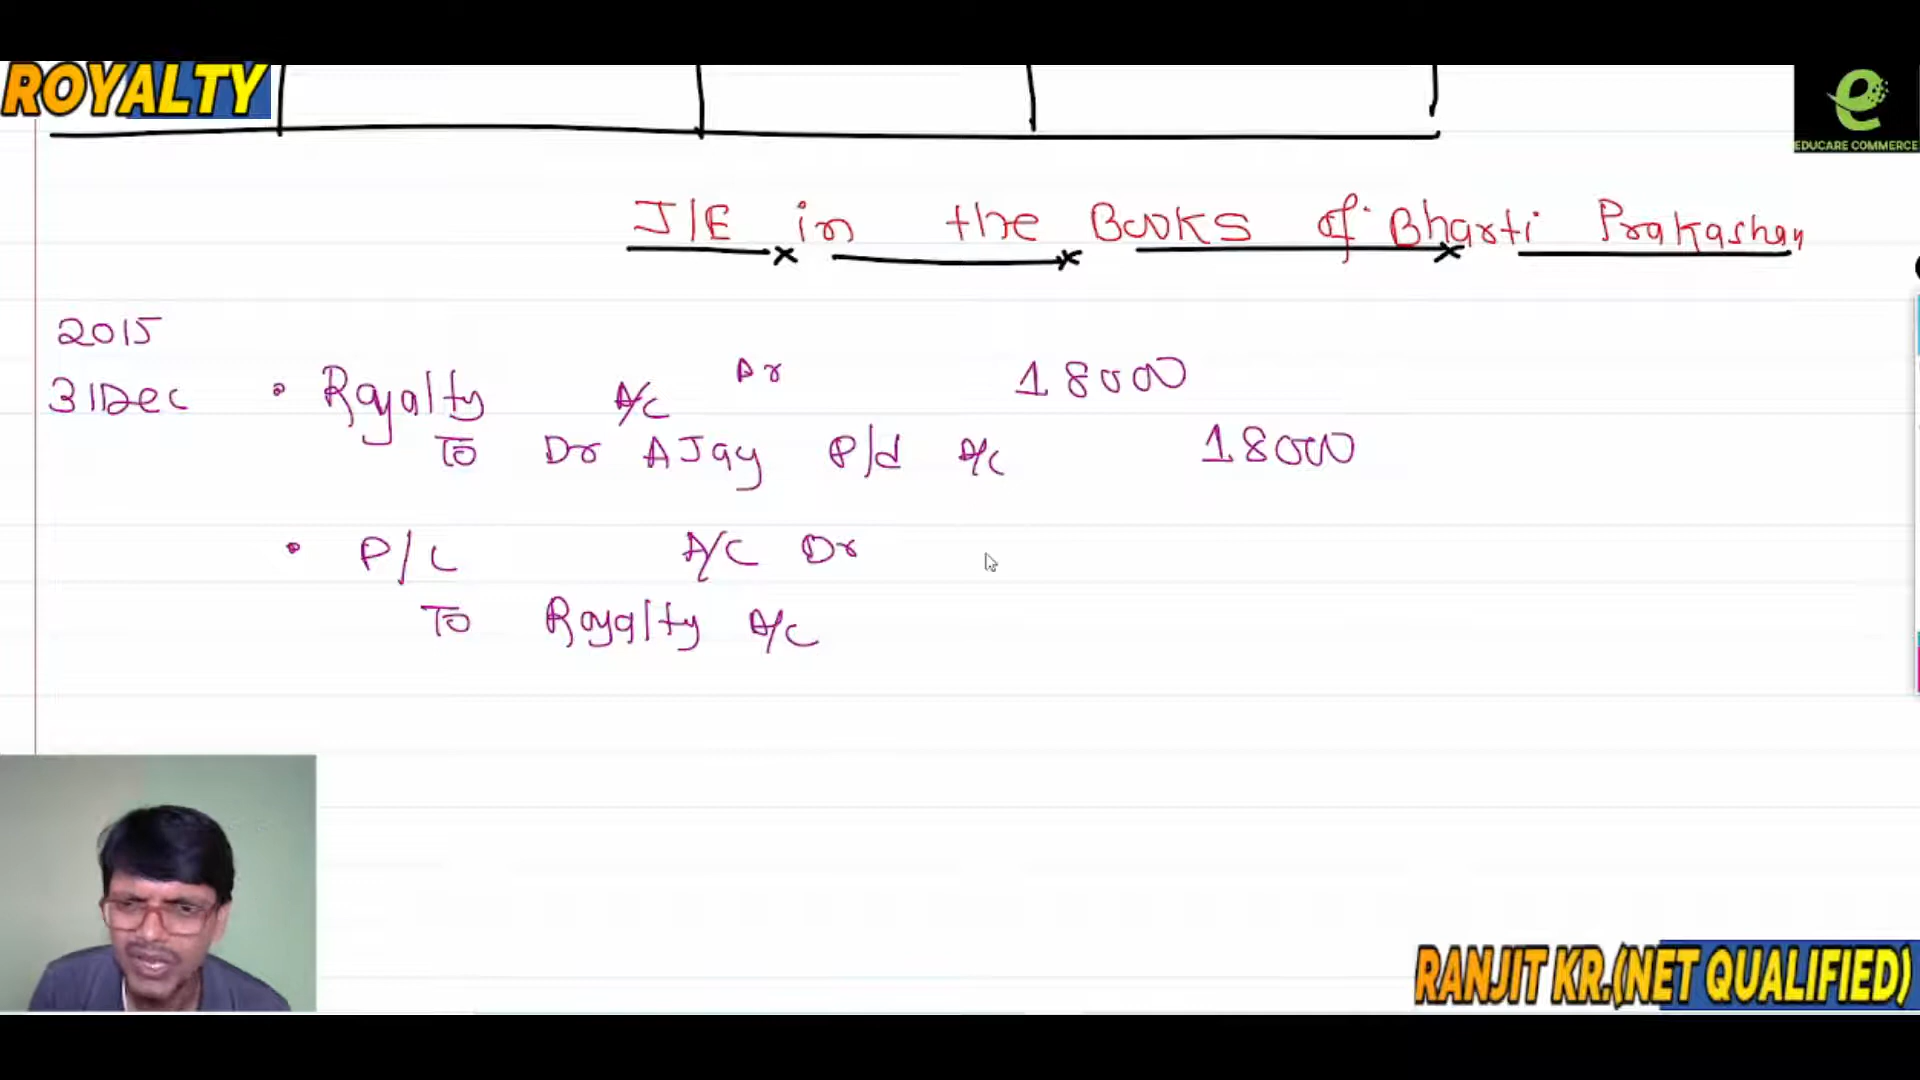 ROYALTY
EDUCARE COMMERCE
J/E in the Books of Bharti Prakashan
2015
31Dec • Royalty A/C Dr 18000
To Dr AJay P/d A/C 18000
• P/L A/C Dr
To Royalty A/C
RANJIT KR.(NET QUALIFIED)